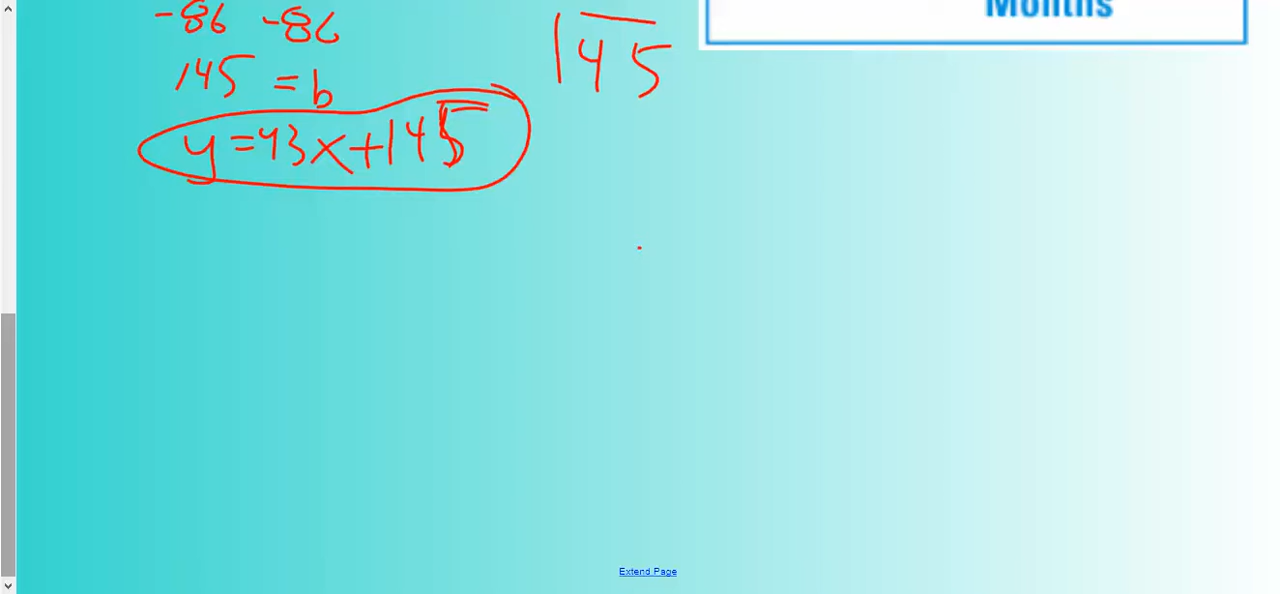 -86 -86
145 = b
y=43x+145
145
Months
Extend Page